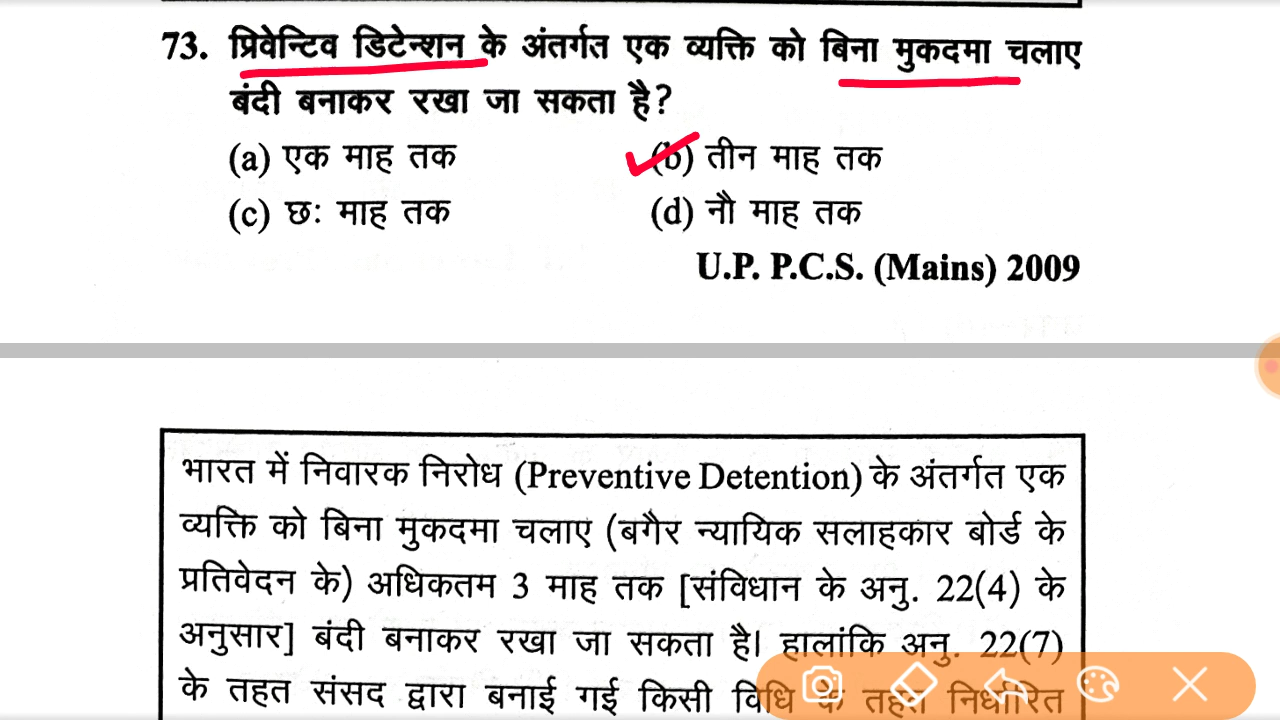 73. प्रिवेन्टिव डिटेन्शन के अंतर्गत एक व्यक्ति को बिना मुकदमा चलाए
बंदी बनाकर रखा जा सकता है?
(a) एक माह तक (b) तीन माह तक
(c) छः माह तक (d) नौ माह तक
U.P. P.C.S. (Mains) 2009
भारत में निवारक निरोध (Preventive Detention) के अंतर्गत एक
व्यक्ति को बिना मुकदमा चलाए (बगैर न्यायिक सलाहकार बोर्ड के
प्रतिवेदन के) अधिकतम 3 माह तक [संविधान के अनु. 22(4) के
अनुसार] बंदी बनाकर रखा जा सकता है। हालांकि अनु. 22(7)
के तहत संसद द्वारा बनाई गई किसी विधि के तहत निर्धारित